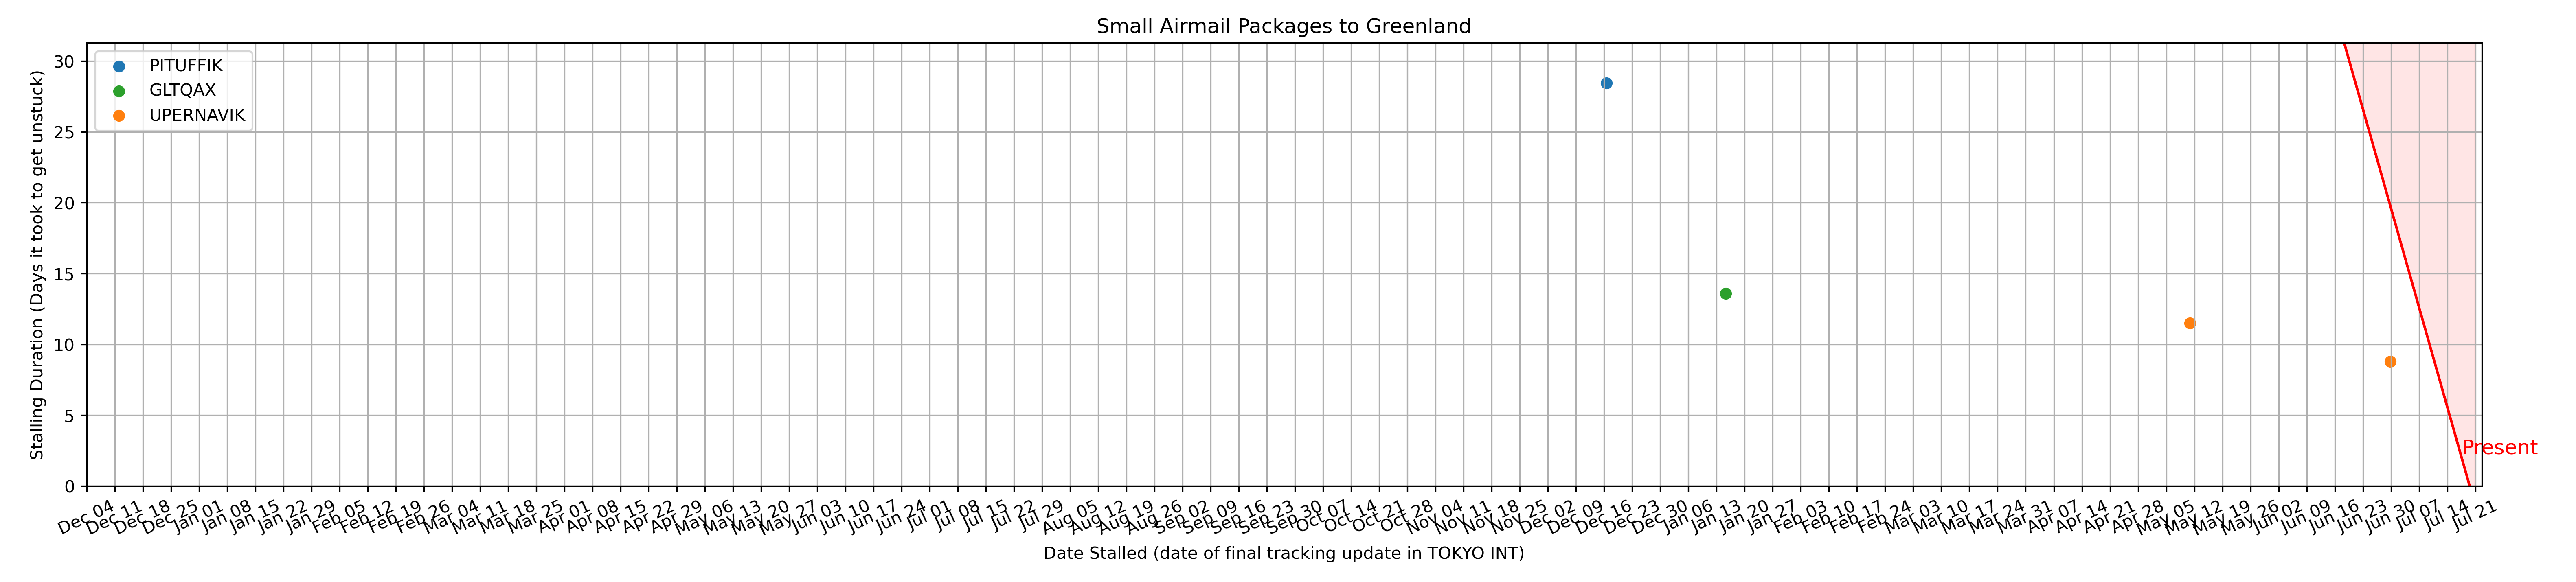 Small Airmail Packages to Greenland
PITUFFIK
GLTQAX
UPERNAVIK
Stalling Duration (Days it took to get unstuck)
30
25
20
15
10
5
0
Present
Dec 04
Dec 11
Dec 18
Dec 25
Jan 01
Jan 08
Jan 15
Jan 22
Jan 29
Feb 05
Feb 12
Feb 19
Feb 26
Mar 04
Mar 11
Mar 18
Mar 25
Apr 01
Apr 08
Apr 15
Apr 22
Apr 29
May 06
May 13
May 20
May 27
Jun 03
Jun 10
Jun 17
Jun 24
Jul 01
Jul 08
Jul 15
Jul 22
Jul 29
Aug 05
Aug 12
Aug 19
Aug 26
Sep 02
Sep 09
Sep 16
Sep 23
Sep 30
Oct 07
Oct 14
Oct 21
Oct 28
Nov 04
Nov 11
Nov 18
Nov 25
Dec 02
Dec 09
Dec 16
Dec 23
Dec 30
Jan 06
Jan 13
Jan 20
Jan 27
Feb 03
Feb 10
Feb 17
Feb 24
Mar 03
Mar 10
Mar 17
Mar 24
Mar 31
Apr 07
Apr 14
Apr 21
Apr 28
May 05
May 12
May 19
May 26
Jun 02
Jun 09
Jun 16
Jun 23
Jun 30
Jul 07
Jul 14
Jul 21
Date Stalled (date of final tracking update in TOKYO INT)